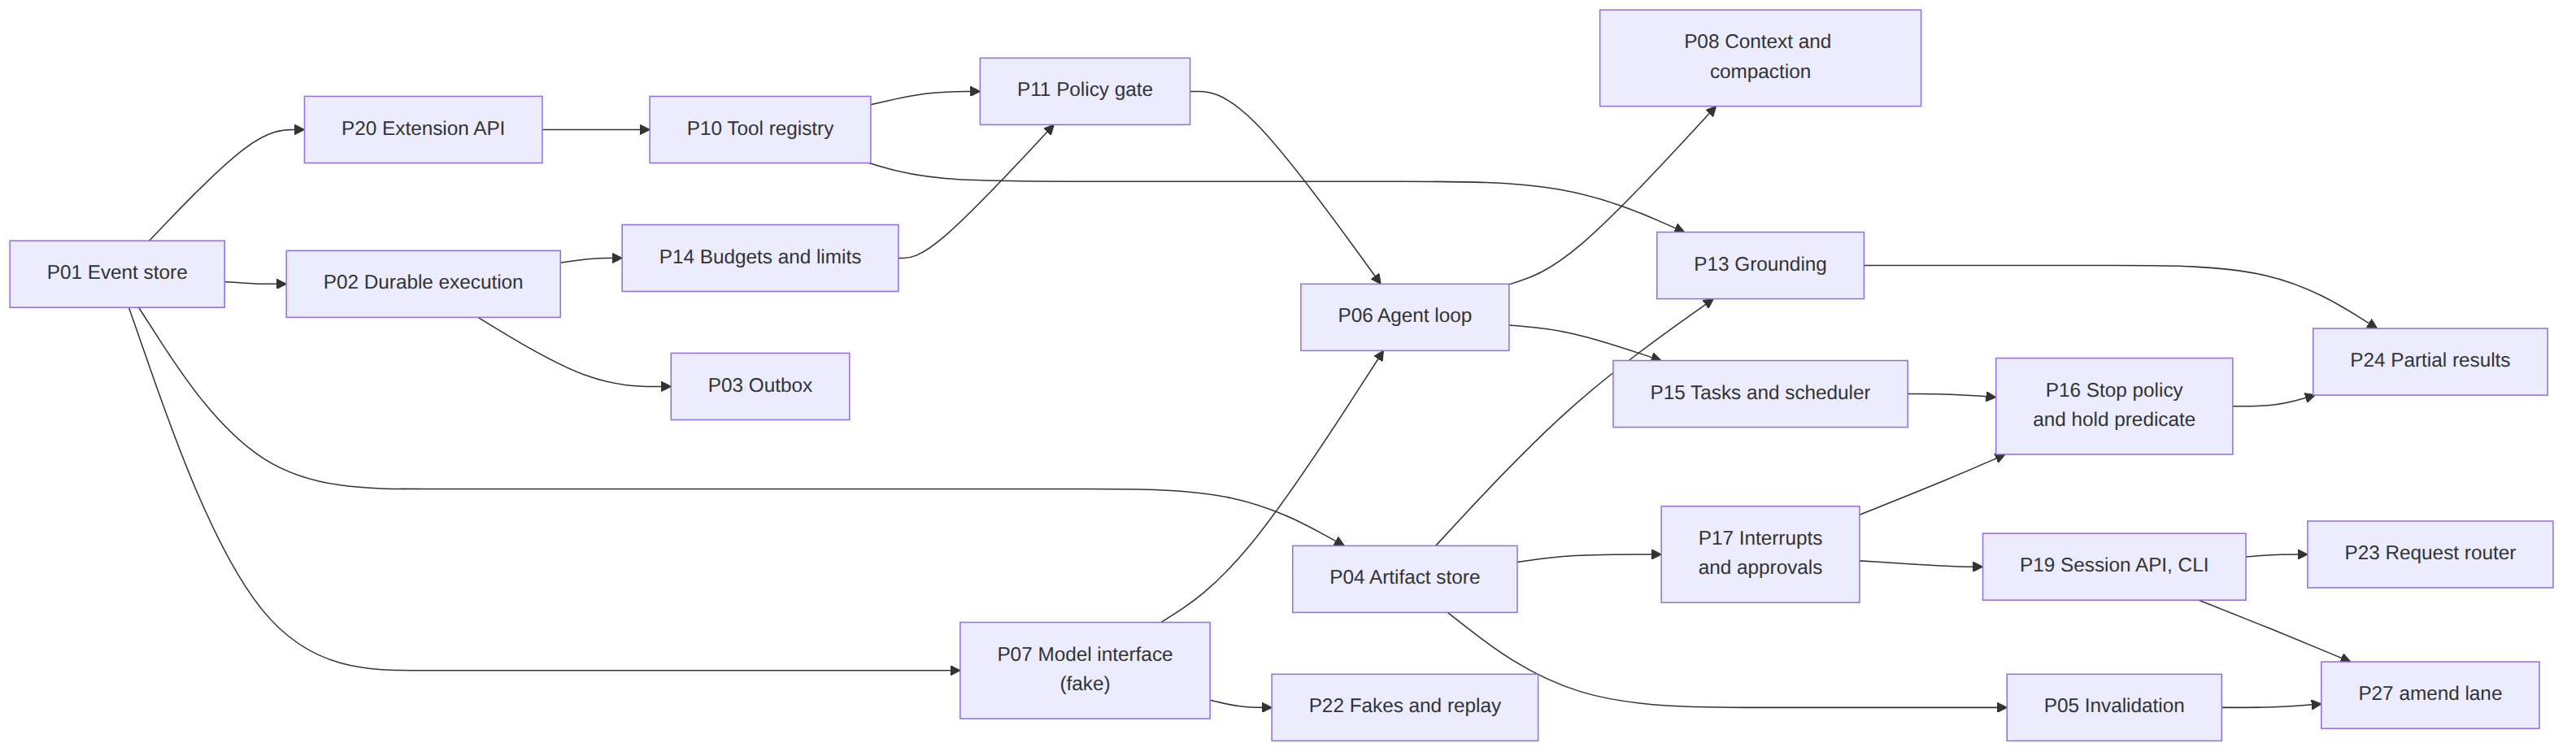 P08 Context and
compaction
P11 Policy gate
P20 Extension API
P10 Tool registry
P14 Budgets and limits
P13 Grounding
P01 Event store
P02 Durable execution
P06 Agent loop
P24 Partial results
P03 Outbox
P15 Tasks and scheduler
P16 Stop policy
and hold predicate
P17 Interrupts
and approvals
P23 Request router
P19 Session API, CLI
P04 Artifact store
P07 Model interface
(fake)
P22 Fakes and replay
P05 Invalidation
P27 amend lane